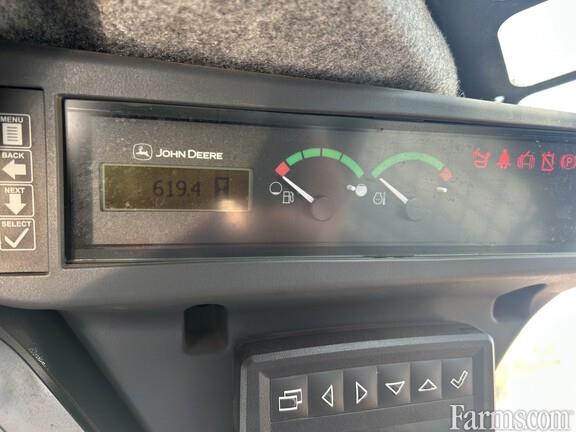 MENU
BACK
NEXT
SELECT
JOHN DEERE
619.4
P
Farms.com